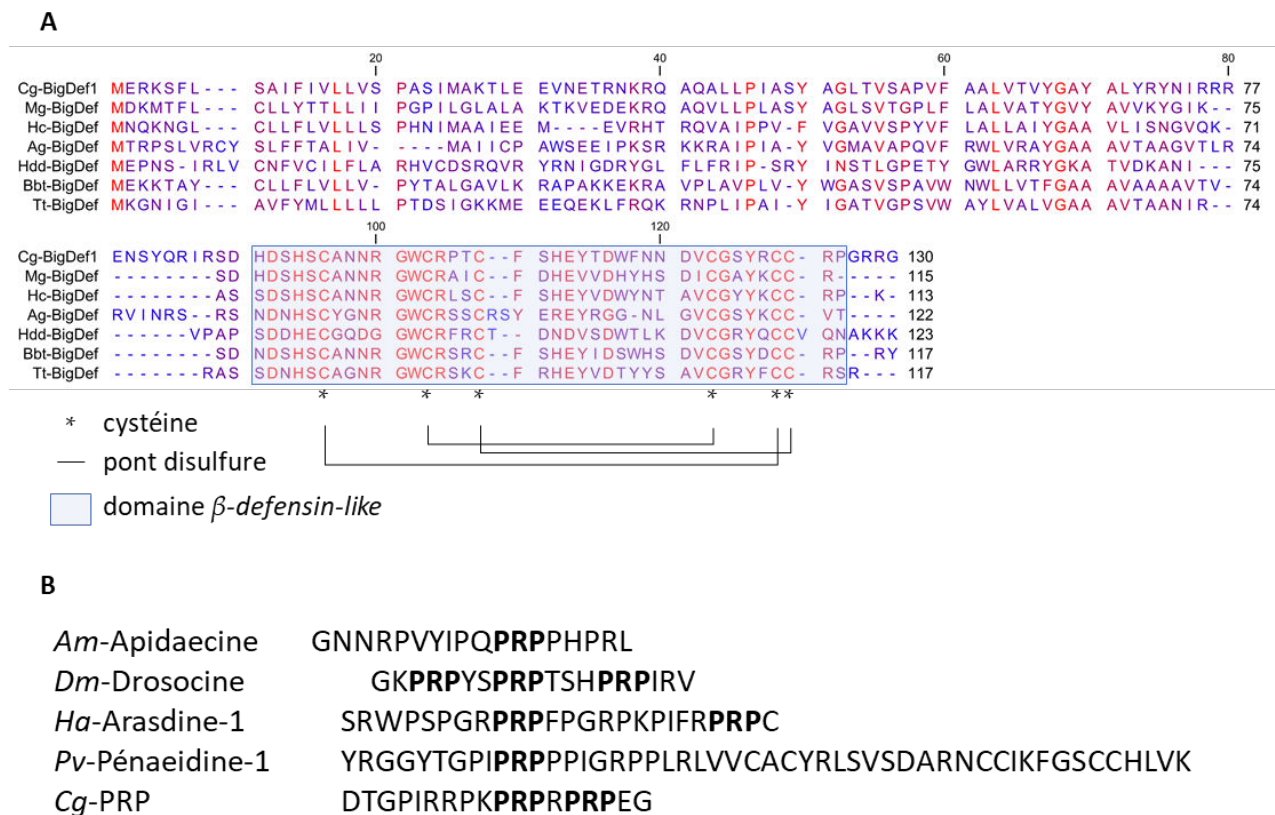 A
20 40 60 80
Cg-BigDef1 MERKSFL--- SAIFIVLLVS PASIMAKTLE EVNETRNKRQ AQALLPIASY AGLTVSAPVF AALVTVYGAY ALYRYNIRRR 77
Mg-BigDef MDKMTFL--- CLLYTTLLII PGPILGLALA KTKVEDEKRQ AQVLLPLASY AGLSVTGPLF LALVATYGVY AVVKYGIK-- 75
Hc-BigDef MNQKNGL--- CLLFLVLLLS PHNIMAAIEE M----EVRHT RQVAIPPV-F VGAVVSPYVF LALLAIYGAA VLISNGVQK- 71
Ag-BigDef MTRPSLVRCY SLFFTALIV- ----MAIICP AWSEEIPKSR KKRAIPIA-Y VGMAVAPQVF RWLVRAYGAA AVTAAGVTLR 74
Hdd-BigDef MEPNS-IRLV CNFVCILFLA RHVCDSRQVR YRNIGDRYGL FLFRIP-SRY INSTLGPETY GWLARRYGKA TVDKANI--- 75
Bbt-BigDef MEKKTAY--- CLLFLVLLV- PYTALGAVLK RAPAKKEKRA VPLAVPLV-Y WGASVSPAVW NWLLVTFGAA AVAAAAVTV- 74
Tt-BigDef MKGNIGI--- AVFYMLLLLL PTDSIGKKME EEQEKLFRQK RNPLIPAI-Y IGATVGPSVW AYLVALVGAA AVTAANIR-- 74
100 120
Cg-BigDef1 ENSYQRIRSD HDSHSCANNR GWCRPTC--F SHEYTDWFNN DVCGSYRCC- RPGRRG 130
Mg-BigDef --------SD HDSHSCANNR GWCRAIC--F SHEYVDHYHS DICGAYKCC- R----- 115
Hc-BigDef --------AS SDSHSCANNR GWCRLSC--F SHEYVDWYNT AVCGYYKCC- RP--K- 113
Ag-BigDef RVINRS--RS NDNHSCYGNR GWCRSSCRSY EREYRGG-NL GVCGSYKCC- VT---- 122
Hdd-BigDef ------VPAP SDDHECGQDG GWCRFRCT-- DNDVSDWTLK DVCGRYQCCV QNAKKK 123
Bbt-BigDef --------SD NDSHSCANNR GWCRSRC--F SHEYIDSWHS DVCGSYDCC- RP--RY 117
Tt-BigDef -------RAS SDNHSCAGNR GWCRSKC--F RHEYVDTYYS AVCGRYFCC- RSR--- 117
* * * * **
* cystéine
pont disulfure
domaine β-defensin-like
B
Am-Apidaecine GNNRPVYIPQPRPPHPRL
Dm-Drosocine GKPRPYSPRPTSHPRPIRV
Ha-Arasdine-1 SRWPSPGRPRPFPGRPKPIFRPRPC
Pv-Pénaeidine-1 YRGGYTGPIPRPPPIGRPPLRLVVCACYRLSVSDARNCCIKFGSCCHLVK
Cg-PRP DTGPIRRPKPRPRPRPEG